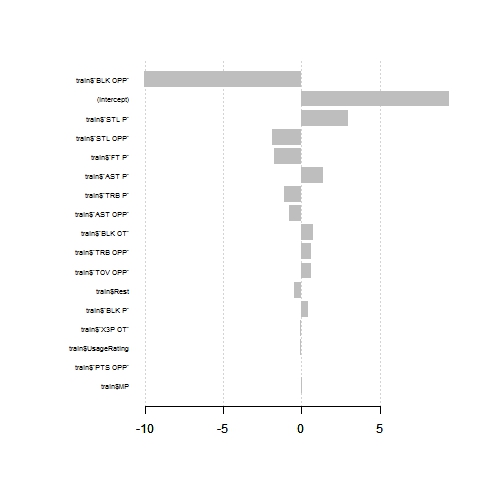 train$`BLK OPP`
(Intercept)
train$`STL P`
train$`STL OPP`
train$`FT P`
train$`AST P`
train$`TRB P`
train$`AST OPP`
train$`BLK OT`
train$`TRB OPP`
train$`TOV OPP`
train$Rest
train$`BLK P`
train$`X3P OT`
train$UsageRating
train$`PTS OPP`
train$MP
-10 -5 0 5